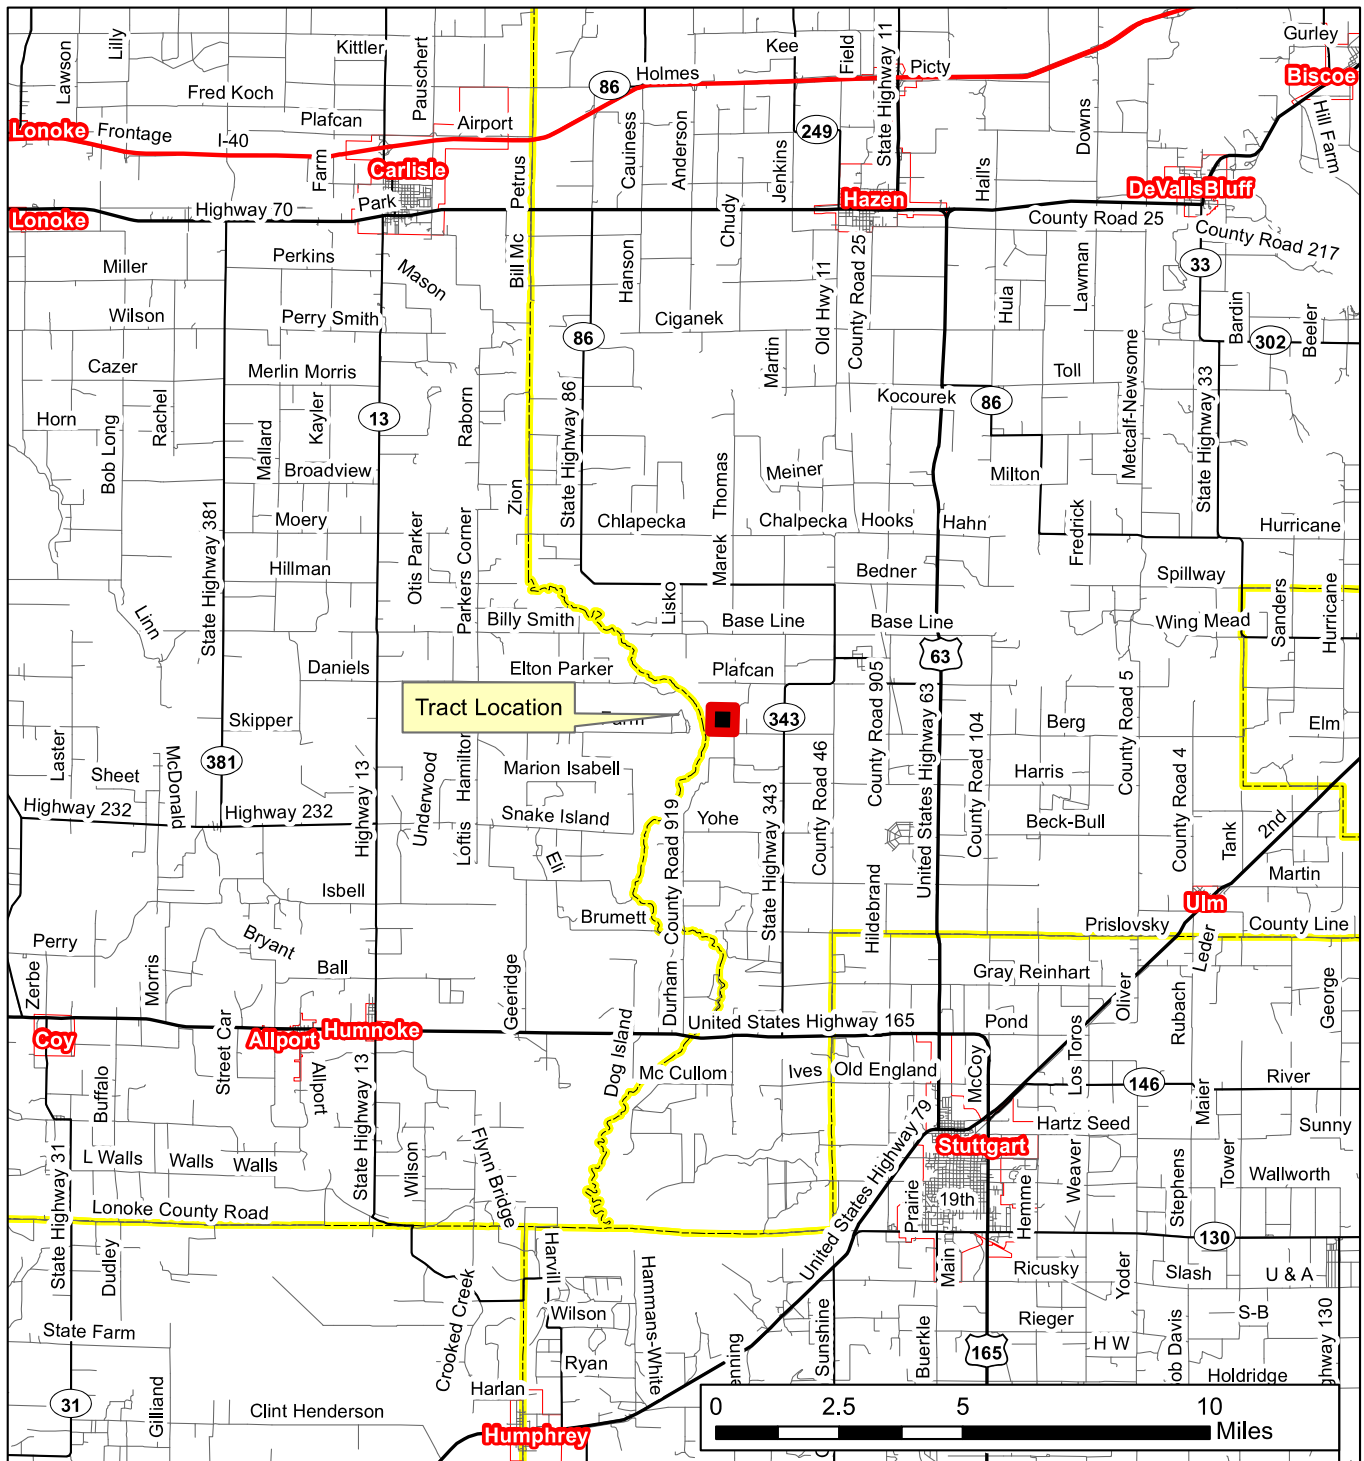 Lawson
Lilly
Kittler
Pauschert
Kee
Field
State Highway 11
Picty
Gurley
Biscoe
Holmes
86
Fred Koch
Plafcan
Airport
Lonoke
Frontage
I-40
Farm
Carlisle
Petrus
Cauiness
Anderson
Jenkins
249
Hall's
Downs
Hill Farm
DeVallsBluff
Hazen
Lonoke
Highway 70
Park
Chudy
County Road 25
County Road 217
Miller
Perkins
Mason
Bill Mc
Hanson
Old Hwy 11
County Road 25
Hula
Lawman
33
Bardin
Beeler
Wilson
Perry Smith
Ciganek
86
Martin
302
Cazer
Merlin Morris
Toll
Metcalf-Newsome
State Highway 33
Kocourek
86
Horn
Rachel
Bob Long
Mallard
Kayler
13
Raborn
State Highway 86
Broadview
Meiner
Milton
Zion
Thomas
Marek
Chlapecka
Chalpecka
Hooks
Hahn
Fredrick
Hurricane
Moery
State Highway 381
Otis Parker
Parkers Corner
Hillman
Bedner
Spillway
Linn
Lisko
Billy Smith
Base Line
Base Line
Wing Mead
Sanders
Hurricane
63
Daniels
Elton Parker
Plafcan
County Road 905
United States Highway 63
County Road 5
Tract Location
Skipper
343
Berg
Elm
Laster
McDonald
381
Sheet
Highway 13
Underwood
Hamilton
Loftis
Marion Isabell
County Road 46
County Road 104
Harris
County Road 4
Highway 232
Highway 232
Snake Island
County Road 919
Yohe
State Highway 343
Beck-Bull
Tank
2nd
Eli
Isbell
Martin
Brumett
Hildebrand
Ulm
Perry
Bryant
Prislovsky
County Line
Leder
Zerbe
Morris
Ball
Geerridge
Durham
Gray Reinhart
Oliver
Rubach
George
Coy
Street Car
Allport
Humnoke
United States Highway 165
Pond
Dog Island
Los Toros
Buffalo
Allport
State Highway 13
Mc Cullom
Ives
Old England
McCoy
146
Maier
River
Hartz Seed
Sunny
State Highway 31
L Walls
Walls
Walls
Wilson
Flynn Bridge
United States Highway 79
Stuttgart
Weaver
Stephens
Tower
Wallworth
19th
Prairie
Hemme
Lonoke County Road
130
Dudley
Harvill
Hammans-White
Main
Ricusky
Yoder
Slash
U & A
Crooked Creek
Wilson
Sunshine
Buerkle
Rieger
S-B
State Farm
H W
165
Ryan
enning
ob Davis
Holdridge
ghway 130
31
Gilliand
Clint Henderson
Harlan
Humphrey
0 2.5 5 10
Miles